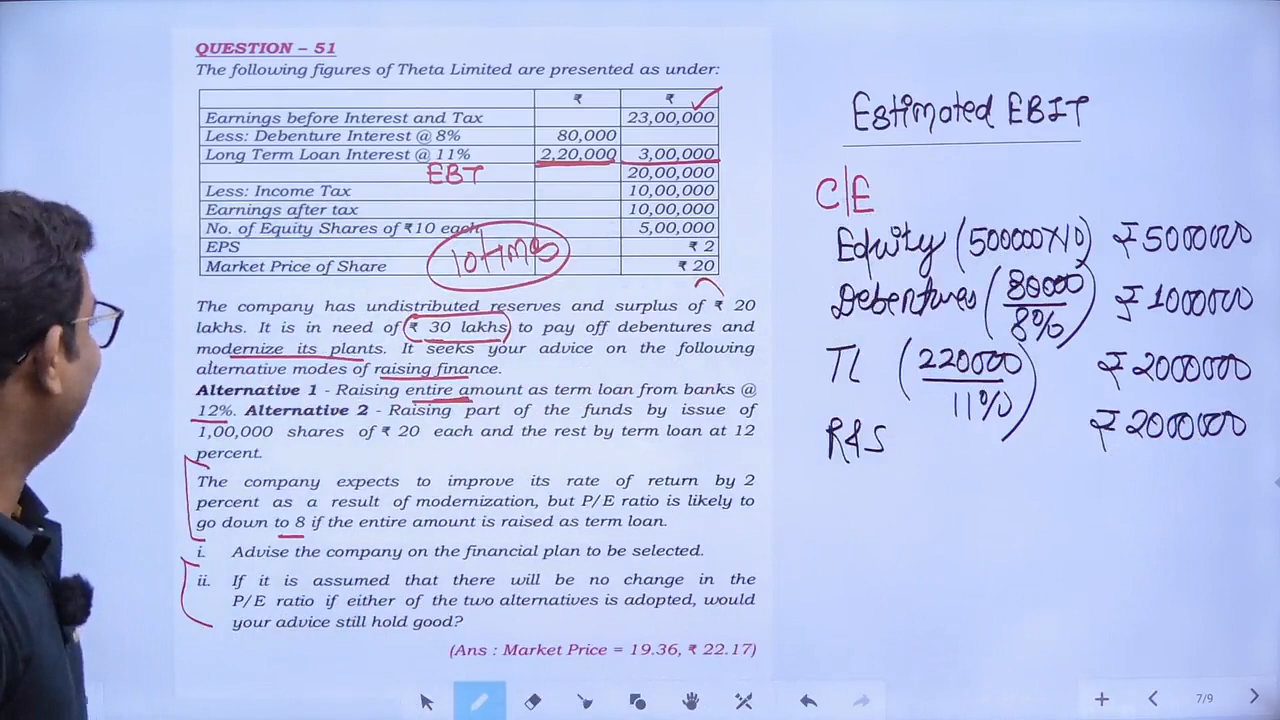 QUESTION – 51
The following figures of Theta Limited are presented as under:
₹ ₹
Earnings before Interest and Tax 23,00,000
Less: Debenture Interest @ 8% 80,000
Long Term Loan Interest @ 11% 2,20,000 3,00,000
EBT 20,00,000
Less: Income Tax 10,00,000
Earnings after tax 10,00,000
No. of Equity Shares of ₹10 each 5,00,000
EPS ₹ 2
Market Price of Share ₹ 20
10 times
The company has undistributed reserves and surplus of ₹ 20
lakhs. It is in need of ₹ 30 lakhs to pay off debentures and
modernize its plants. It seeks your advice on the following
alternative modes of raising finance.
Alternative 1 - Raising entire amount as term loan from banks @
12%. Alternative 2 - Raising part of the funds by issue of
1,00,000 shares of ₹ 20 each and the rest by term loan at 12
percent.
The company expects to improve its rate of return by 2
percent as a result of modernization, but P/E ratio is likely to
go down to 8 if the entire amount is raised as term loan.
i. Advise the company on the financial plan to be selected.
ii. If it is assumed that there will be no change in the
P/E ratio if either of the two alternatives is adopted, would
your advice still hold good?
(Ans : Market Price = 19.36, ₹ 22.17)
Estimated EBIT
C/E
Equity (500000×10) ₹5000000
Debentures (80000/8%) ₹1000000
TL (220000/11%) ₹2000000
R&S ₹2000000
7/9